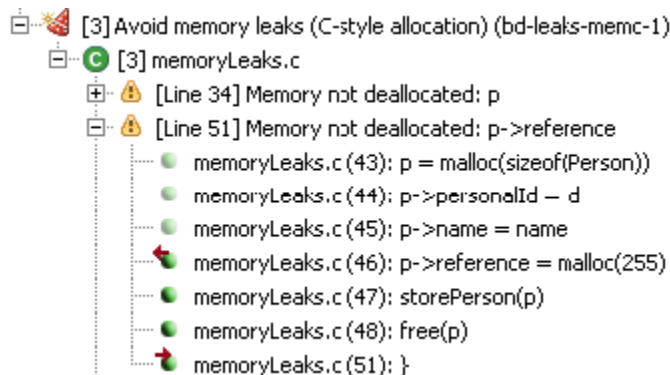 [3] Avoid memory leaks (C-style allocation) (bd-leaks-memc-1)
C [3] memoryLeaks.c
[Line 34] Memory not deallocated: p
[Line 51] Memory not deallocated: p->reference
memoryLeaks.c (43): p = malloc(sizeof(Person))
memoryLeaks.c (44): p->personalId = d
memoryLeaks.c (45): p->name = name
memoryLeaks.c (46): p->reference = malloc(255)
memoryLeaks.c (47): storePerson(p)
memoryLeaks.c (48): free(p)
memoryLeaks.c (51): }